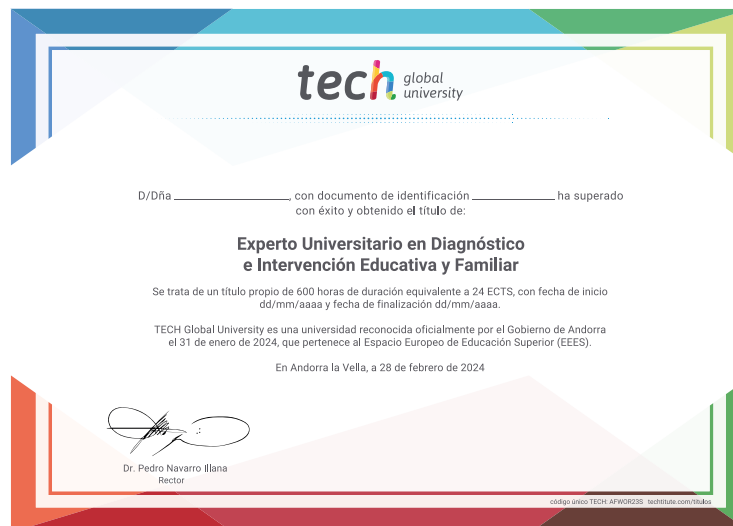 tech global university
D/Dña ____________________, con documento de identificación ______________ ha superado
con éxito y obtenido el título de:
Experto Universitario en Diagnóstico
e Intervención Educativa y Familiar
Se trata de un título propio de 600 horas de duración equivalente a 24 ECTS, con fecha de inicio
dd/mm/aaaa y fecha de finalización dd/mm/aaaa.
TECH Global University es una universidad reconocida oficialmente por el Gobierno de Andorra
el 31 de enero de 2024, que pertenece al Espacio Europeo de Educación Superior (EEES).
En Andorra la Vella, a 28 de febrero de 2024
Dr. Pedro Navarro Illana
Rector
código único TECH: AFWOR23S techtitute.com/titulos